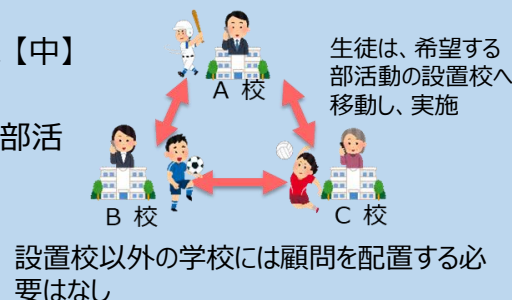 【中】
生徒は、希望する
部活動の設置校へ
移動し、実施
A 校
部活
B 校
C 校
設置校以外の学校には顧問を配置する必
要はなし